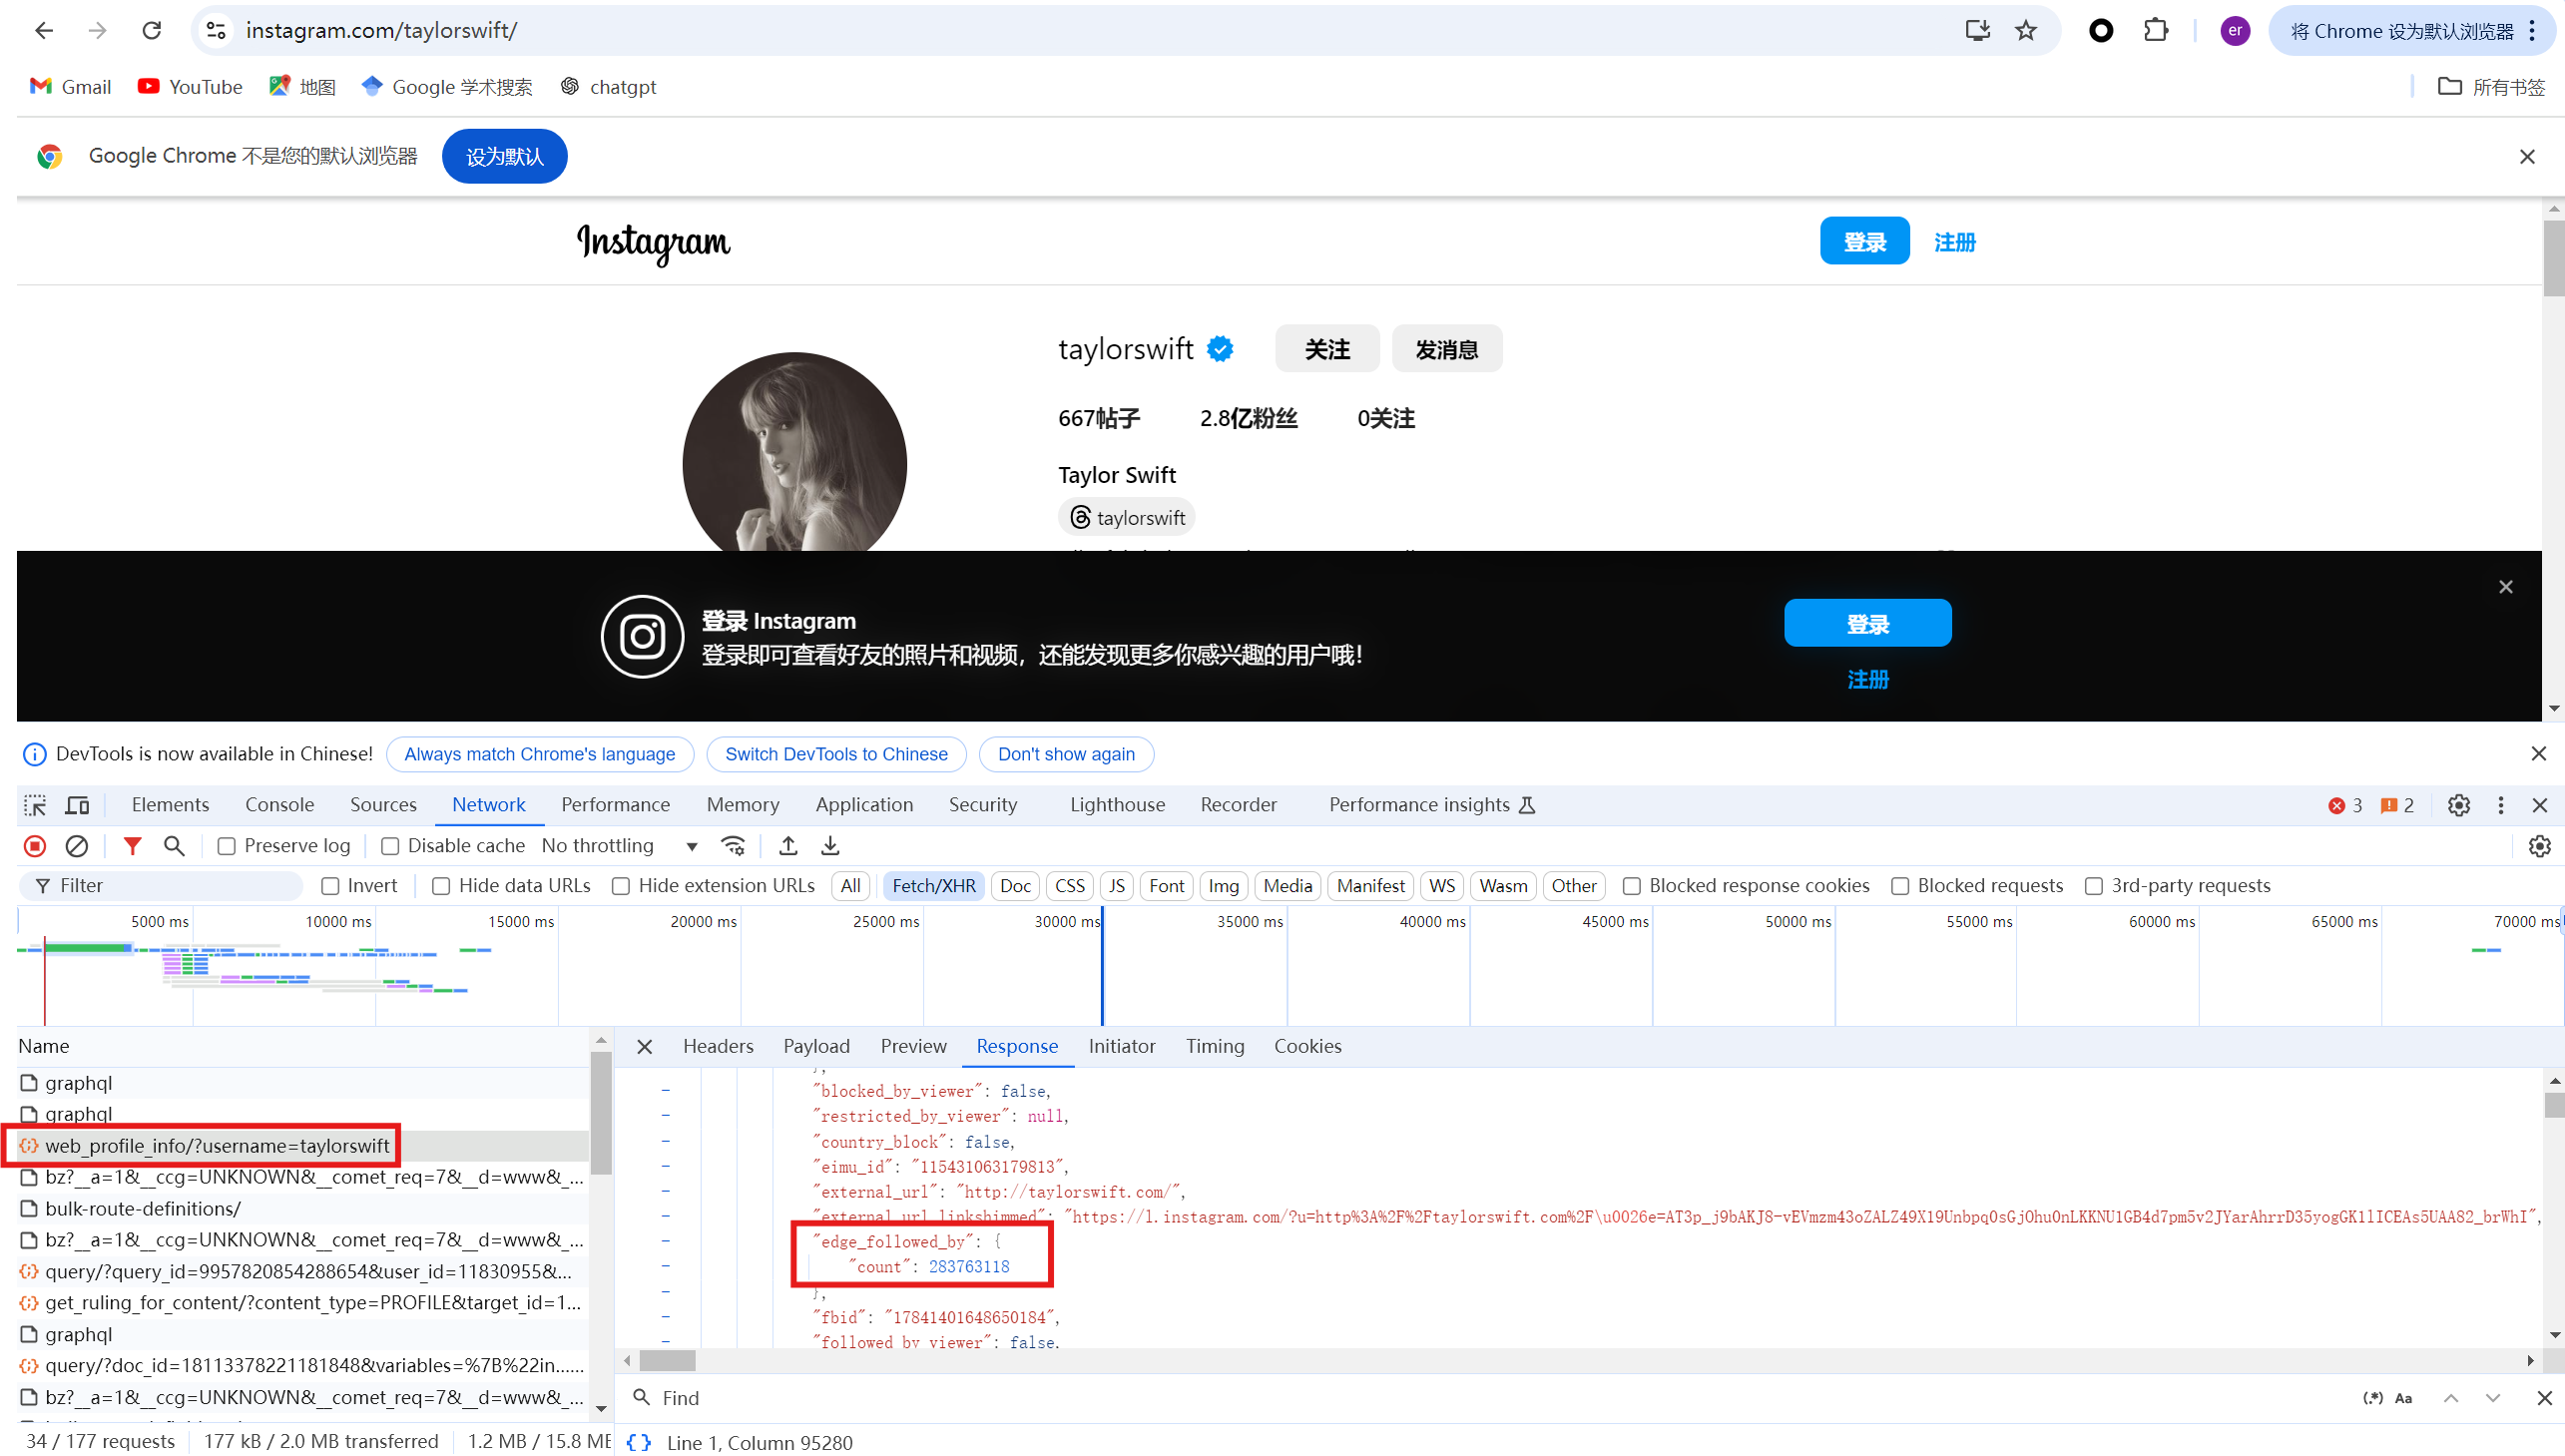 instagram.com/taylorswift/
er
将 Chrome 设为默认浏览器
Gmail
YouTube
地图
Google 学术搜索
chatgpt
所有书签
Google Chrome 不是您的默认浏览器
设为默认
Instagram
登录
注册
taylorswift
关注
发消息
667帖子
2.8亿粉丝
0关注
Taylor Swift
taylorswift
登录 Instagram
登录即可查看好友的照片和视频，还能发现更多你感兴趣的用户哦！
登录
注册
DevTools is now available in Chinese!
Always match Chrome's language
Switch DevTools to Chinese
Don't show again
Elements
Console
Sources
Network
Performance
Memory
Application
Security
Lighthouse
Recorder
Performance insights
3
2
Preserve log
Disable cache
No throttling
Filter
Invert
Hide data URLs
Hide extension URLs
All
Fetch/XHR
Doc
CSS
JS
Font
Img
Media
Manifest
WS
Wasm
Other
Blocked response cookies
Blocked requests
3rd-party requests
5000 ms
10000 ms
15000 ms
20000 ms
25000 ms
30000 ms
35000 ms
40000 ms
45000 ms
50000 ms
55000 ms
60000 ms
65000 ms
70000 ms
Name
graphql
graphql
web_profile_info/?username=taylorswift
bz?__a=1&__ccg=UNKNOWN&__comet_req=7&__d=www&_...
bulk-route-definitions/
bz?__a=1&__ccg=UNKNOWN&__comet_req=7&__d=www&_...
query/?query_id=9957820854288654&user_id=11830955&...
get_ruling_for_content/?content_type=PROFILE&target_id=1...
graphql
query/?doc_id=18113378221181848&variables=%7B%22in......
bz?__a=1&__ccg=UNKNOWN&__comet_req=7&__d=www&_...
34 / 177 requests
177 kB / 2.0 MB transferred
1.2 MB / 15.8 ME
Headers
Payload
Preview
Response
Initiator
Timing
Cookies
},
"blocked_by_viewer": false,
"restricted_by_viewer": null,
"country_block": false,
"eimu_id": "115431063179813",
"external_url": "http://taylorswift.com/",
"external_url_linkshimmed": "https://l.instagram.com/?u=http%3A%2F%2Ftaylorswift.com%2F\u0026e=AT3p_j9bAKJ8-vEVmzm43oZALZ49X19Unbpq0sGjOhu0nLKKNU1GB4d7pm5v2JYarAhrrD35yogGK1lICEAs5UAA82_brWhI",
"edge_followed_by": {
"count": 283763118
},
"fbid": "17841401648650184",
"followed_by_viewer": false,
Find
(.*)
Aa
{}
Line 1, Column 95280